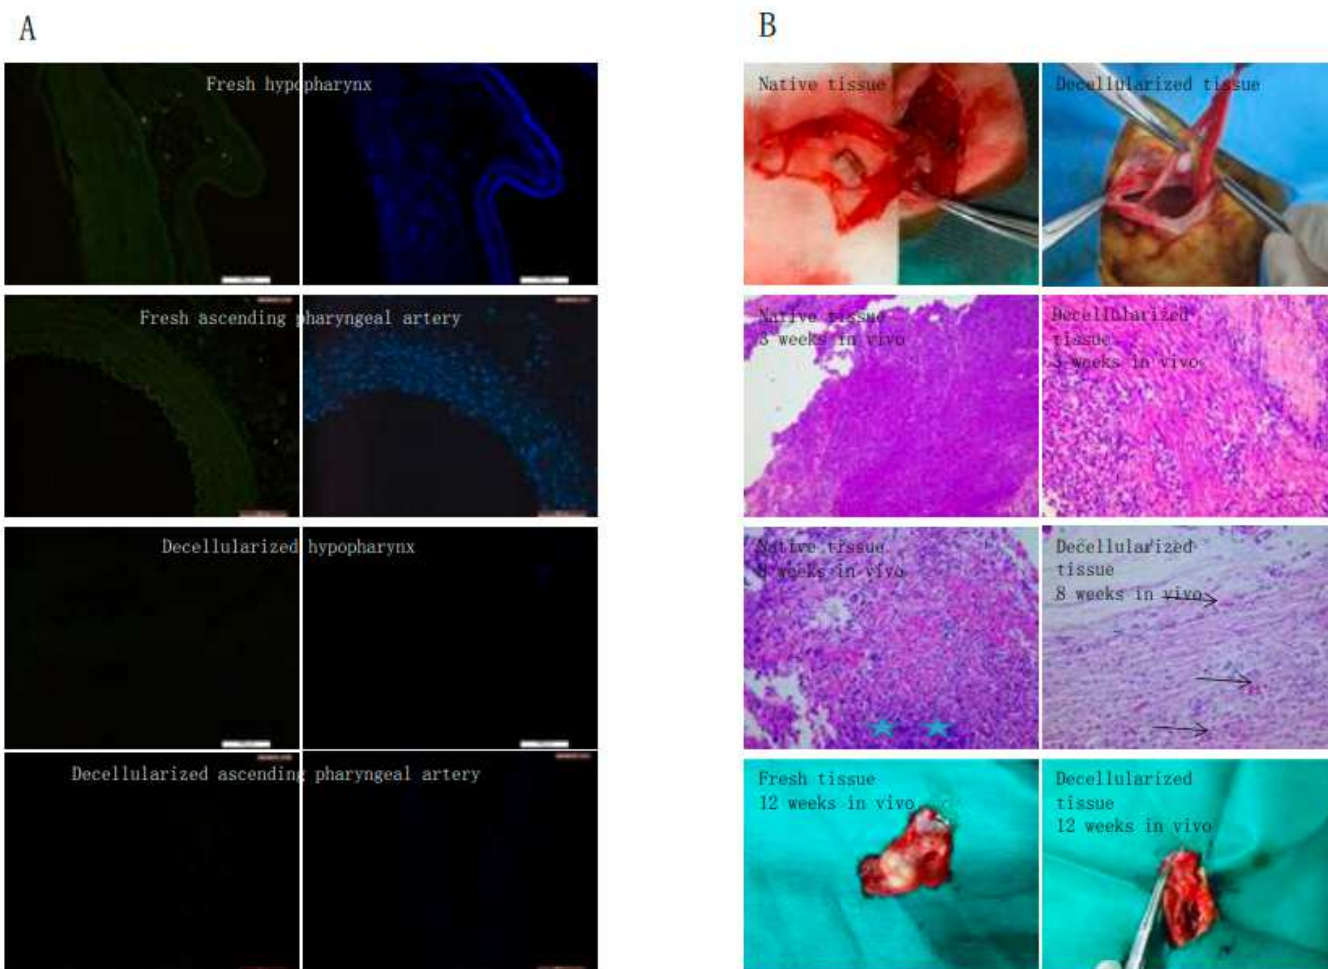 A
B
Fresh hypopharynx
Fresh ascending pharyngeal artery
Decellularized hypopharynx
Decellularized ascending pharyngeal artery
Native tissue
Decellularized tissue
Native tissue
3 weeks in vivo
Decellularized
tissue
3 weeks in vivo
Native tissue
8 weeks in vivo
Decellularized
tissue
8 weeks in vivo
Fresh tissue
12 weeks in vivo
Decellularized
tissue
12 weeks in vivo